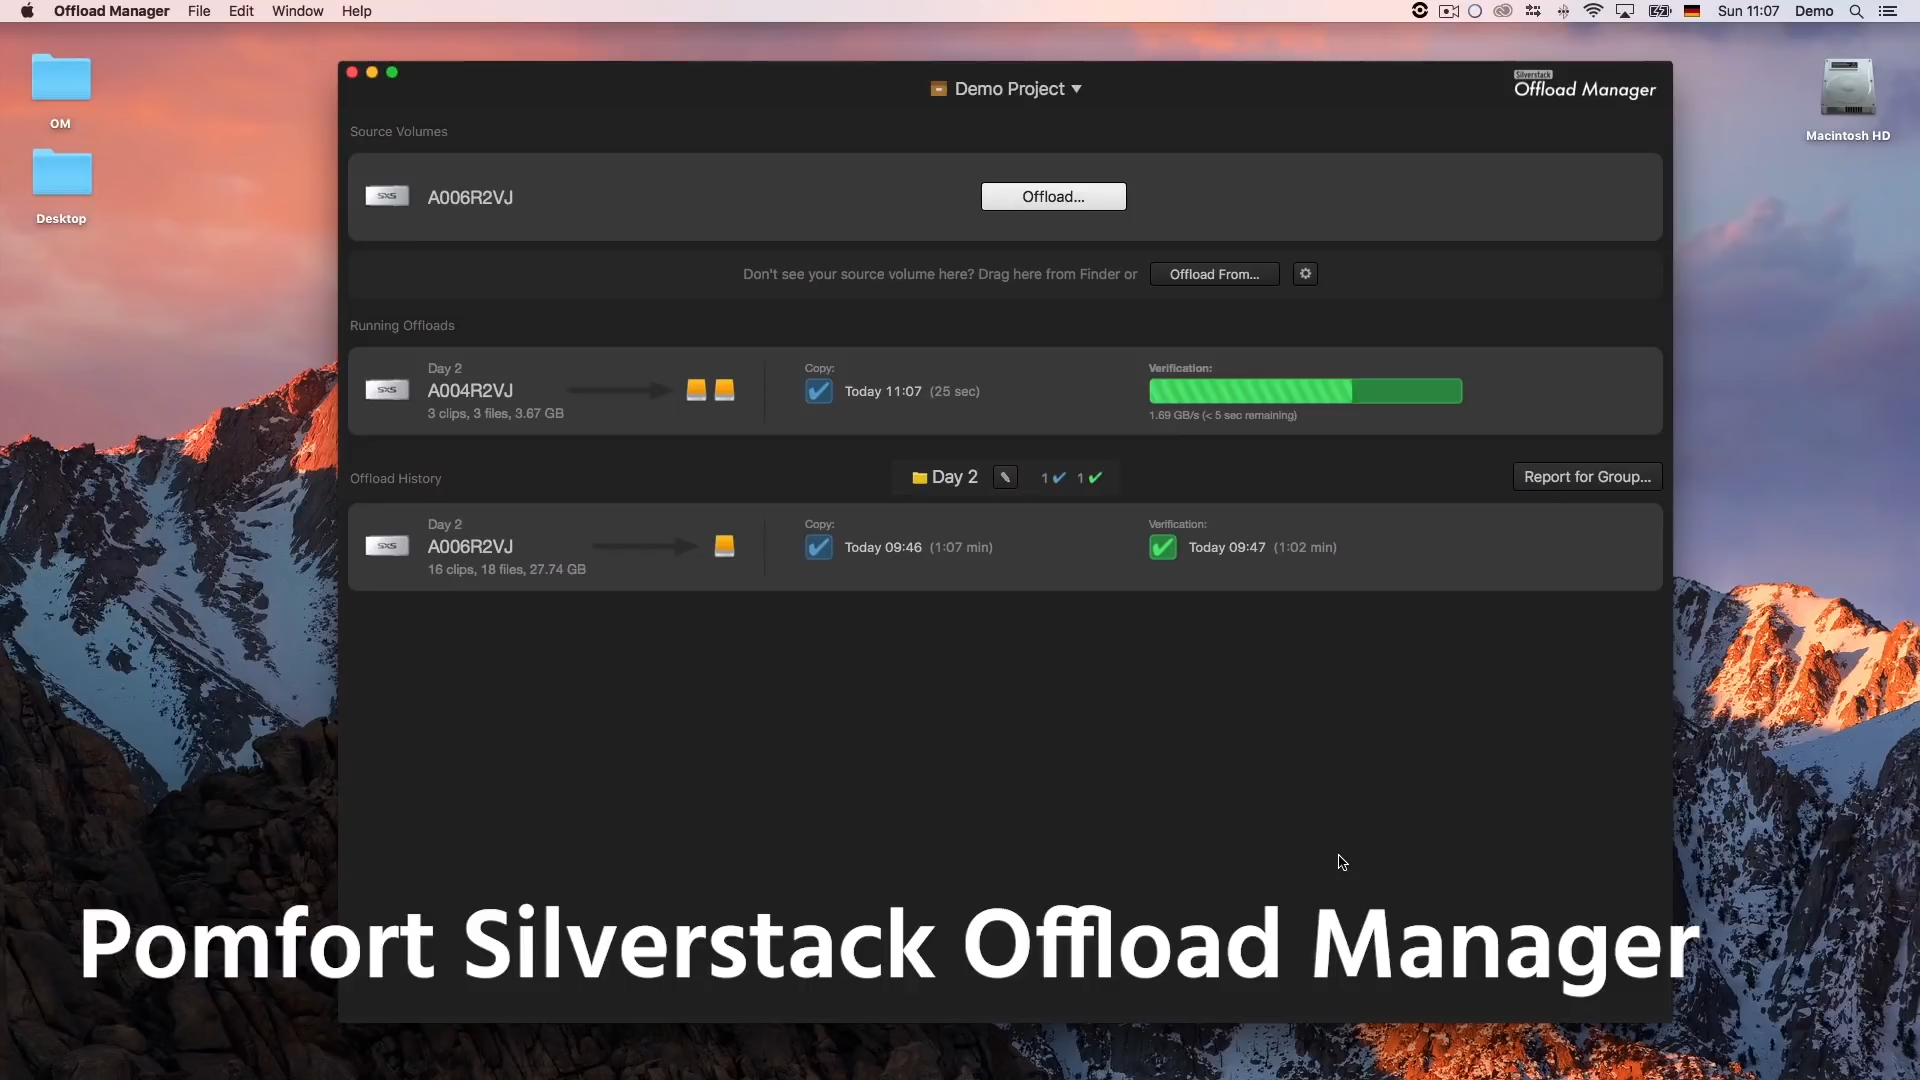 Offload Manager File Edit Window Help
Sun 11:07 Demo
OM
Desktop
Macintosh HD
Demo Project
Silverstack
Offload Manager
Source Volumes
SXS
A006R2VJ
Offload...
Don't see your source volume here? Drag here from Finder or
Offload From...
Running Offloads
SXS
Day 2
A004R2VJ
3 clips, 3 files, 3.67 GB
Copy:
Today 11:07 (25 sec)
Verification:
1.69 GB/s (< 5 sec remaining)
Offload History
Day 2
1 ✔ 1 ✔
Report for Group...
SXS
Day 2
A006R2VJ
16 clips, 18 files, 27.74 GB
Copy:
Today 09:46 (1:07 min)
Verification:
Today 09:47 (1:02 min)
Pomfort Silverstack Offload Manager